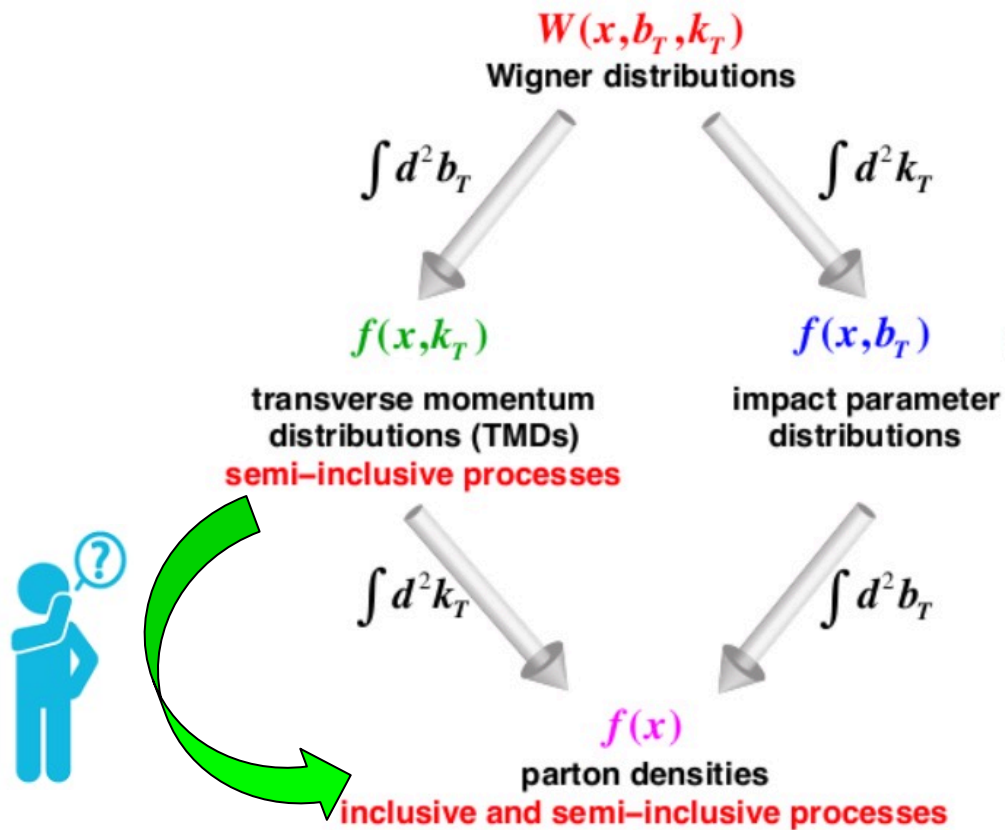 W(x,b_T,k_T)
Wigner distributions
∫d²b_T
∫d²k_T
f(x,k_T)
f(x,b_T)
transverse momentum
distributions (TMDs)
semi–inclusive processes
impact parameter
distributions
?
∫d²k_T
∫d²b_T
f(x)
parton densities
inclusive and semi–inclusive processes